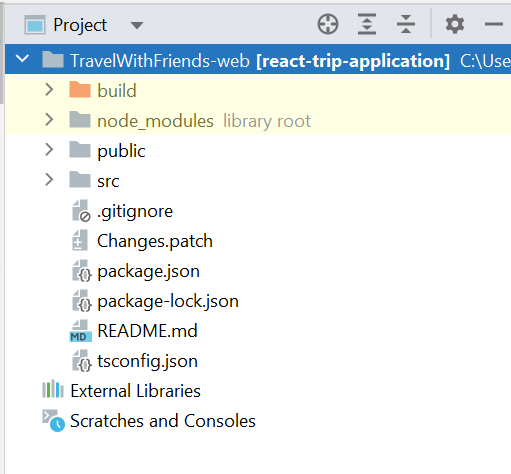 Project
TravelWithFriends-web [react-trip-application] C:\Use
build
node_modules library root
public
src
.gitignore
Changes.patch
package.json
package-lock.json
MD README.md
tsconfig.json
External Libraries
Scratches and Consoles